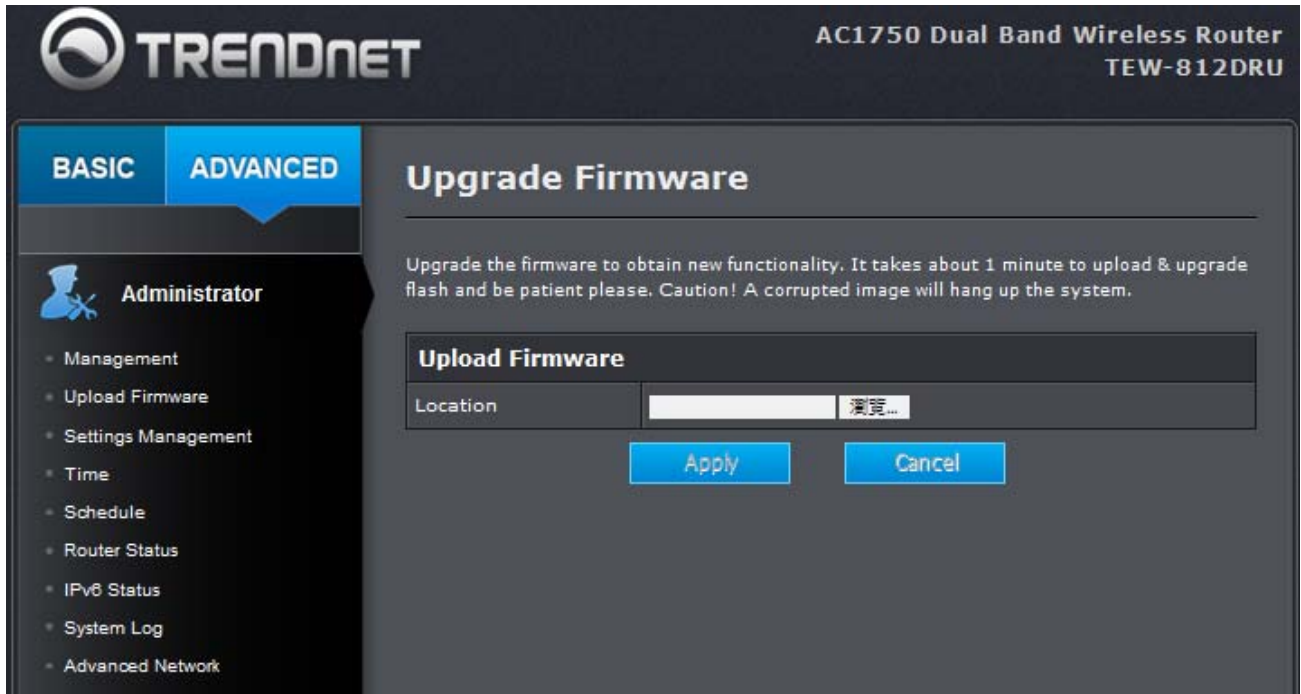 TRENDnet
AC1750 Dual Band Wireless Router
TEW-812DRU
BASIC
ADVANCED
Administrator
Management
Upload Firmware
Settings Management
Time
Schedule
Router Status
IPv6 Status
System Log
Advanced Network
Upgrade Firmware
Upgrade the firmware to obtain new functionality. It takes about 1 minute to upload & upgrade
flash and be patient please. Caution! A corrupted image will hang up the system.
Upload Firmware
Location
瀏覽...
Apply
Cancel